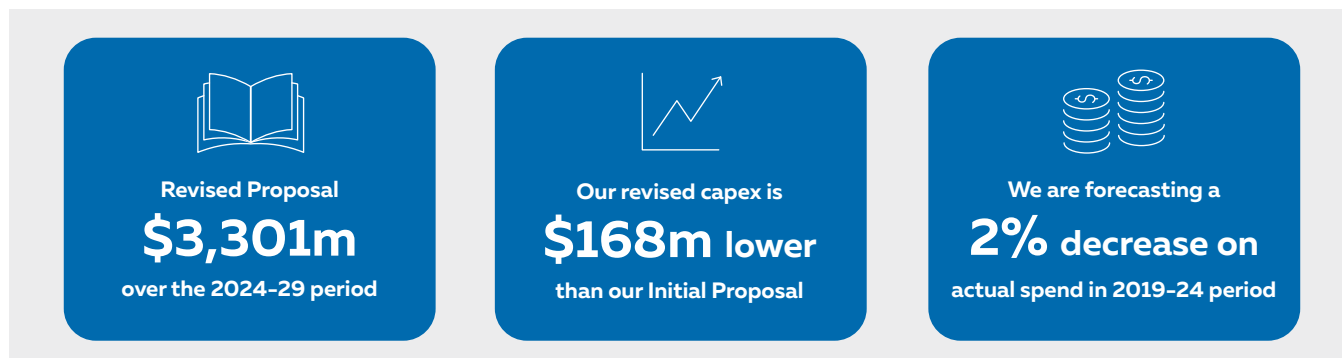 Revised Proposal
$3,301m
over the 2024-29 period
Our revised capex is
$168m lower
than our Initial Proposal
We are forecasting a
2% decrease on
actual spend in 2019-24 period